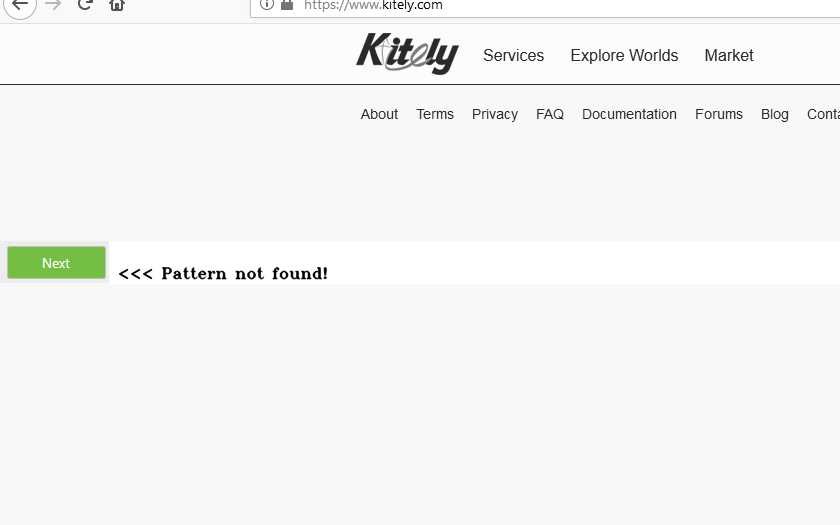 https://www.kitely.com
Kitely Services Explore Worlds Market
About Terms Privacy FAQ Documentation Forums Blog Conta
Next
<<< Pattern not found!